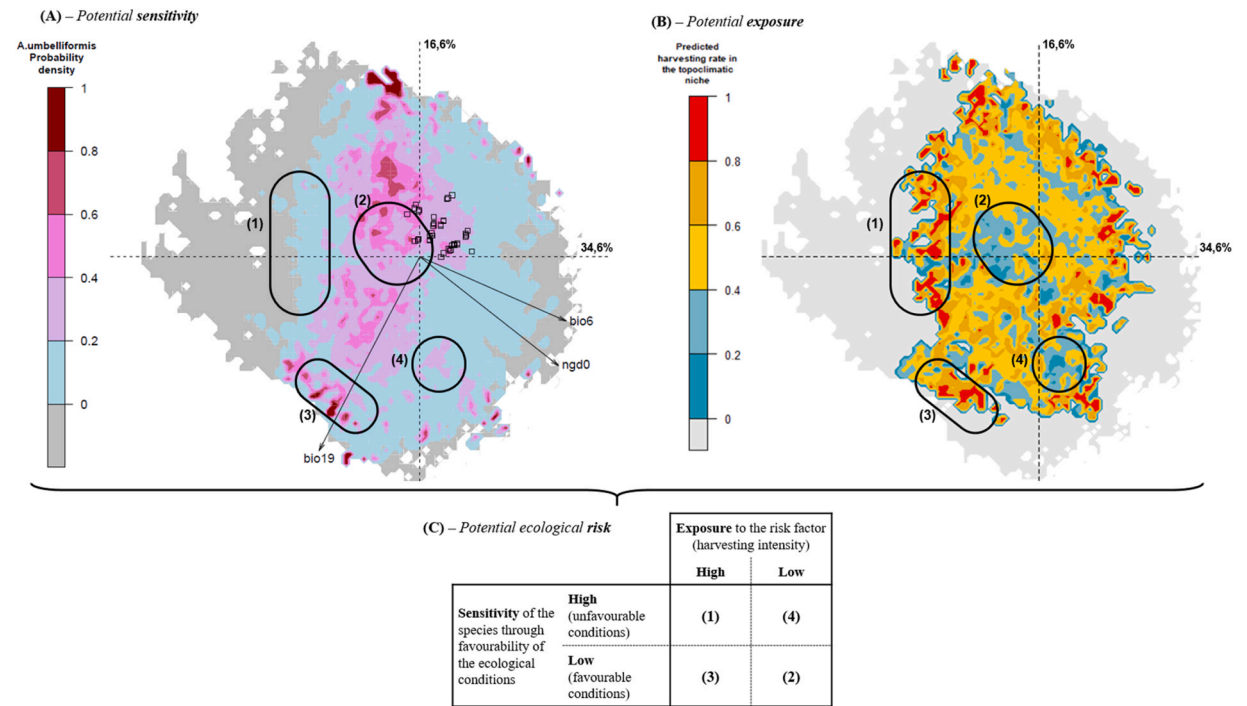 (A) – Potential sensitivity
A.umbelliformis
Probability
density
1
0.8
0.6
0.4
0.2
0
16,6%
34,6%
(1)
(2)
(3)
(4)
bio6
ngd0
bio19
(B) – Potential exposure
Predicted
harvesting rate in
the topoclimatic
niche
1
0.8
0.6
0.4
0.2
0
16,6%
34,6%
(1)
(2)
(3)
(4)
(C) – Potential ecological risk
Exposure to the risk factor
(harvesting intensity)
High Low
Sensitivity of the
species through
favourability of
the ecological
conditions
High
(unfavourable
conditions)
(1) (4)
Low
(favourable
conditions)
(3) (2)